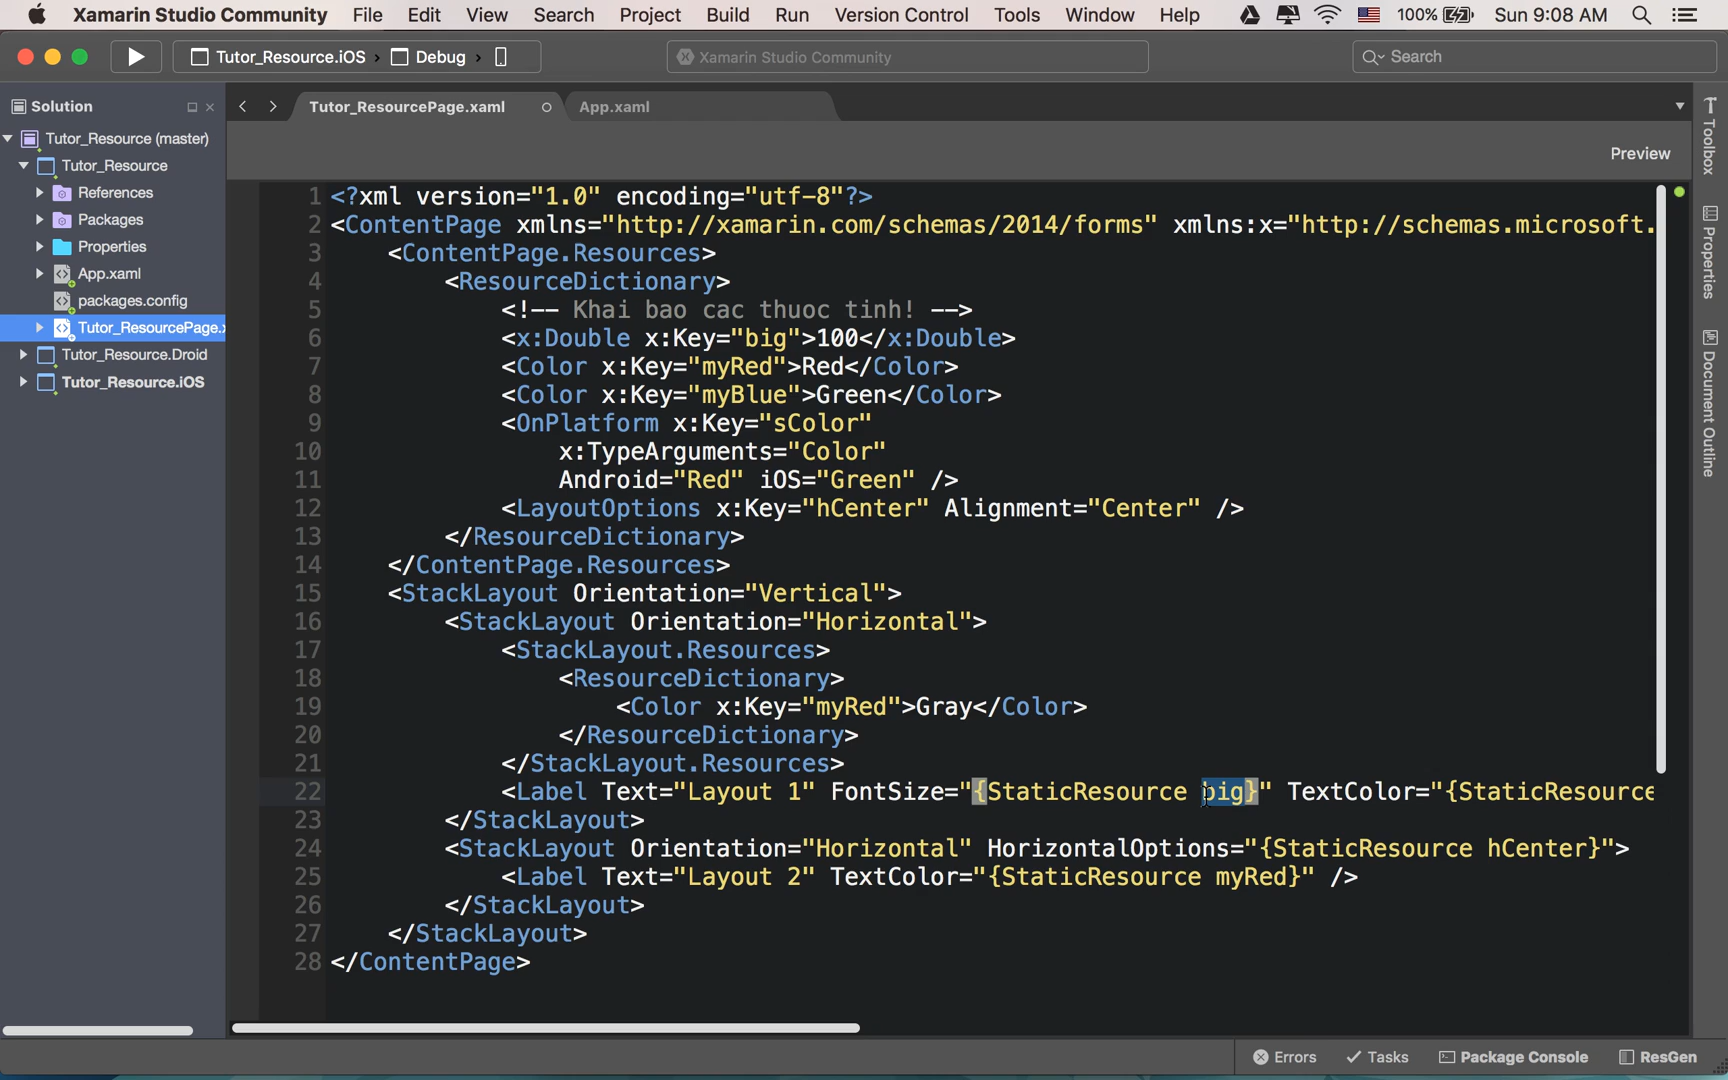 Xamarin Studio Community File Edit View Search Project Build Run Version Control Tools Window Help 100% Sun 9:08 AM
Tutor_Resource.iOS › Debug › Xamarin Studio Community Search
Solution Tutor_ResourcePage.xaml App.xaml
Preview
Toolbox
Properties
Document Outline
Tutor_Resource (master)
Tutor_Resource
References
Packages
Properties
App.xaml
packages.config
Tutor_ResourcePage.x
Tutor_Resource.Droid
Tutor_Resource.iOS
1 <?xml version="1.0" encoding="utf-8"?>
2 <ContentPage xmlns="http://xamarin.com/schemas/2014/forms" xmlns:x="http://schemas.microsoft.
3 <ContentPage.Resources>
4 <ResourceDictionary>
5 <!-- Khai bao cac thuoc tinh! -->
6 <x:Double x:Key="big">100</x:Double>
7 <Color x:Key="myRed">Red</Color>
8 <Color x:Key="myBlue">Green</Color>
9 <OnPlatform x:Key="sColor"
10 x:TypeArguments="Color"
11 Android="Red" iOS="Green" />
12 <LayoutOptions x:Key="hCenter" Alignment="Center" />
13 </ResourceDictionary>
14 </ContentPage.Resources>
15 <StackLayout Orientation="Vertical">
16 <StackLayout Orientation="Horizontal">
17 <StackLayout.Resources>
18 <ResourceDictionary>
19 <Color x:Key="myRed">Gray</Color>
20 </ResourceDictionary>
21 </StackLayout.Resources>
22 <Label Text="Layout 1" FontSize="{StaticResource big}" TextColor="{StaticResource
23 </StackLayout>
24 <StackLayout Orientation="Horizontal" HorizontalOptions="{StaticResource hCenter}">
25 <Label Text="Layout 2" TextColor="{StaticResource myRed}" />
26 </StackLayout>
27 </StackLayout>
28 </ContentPage>
Errors Tasks Package Console ResGen